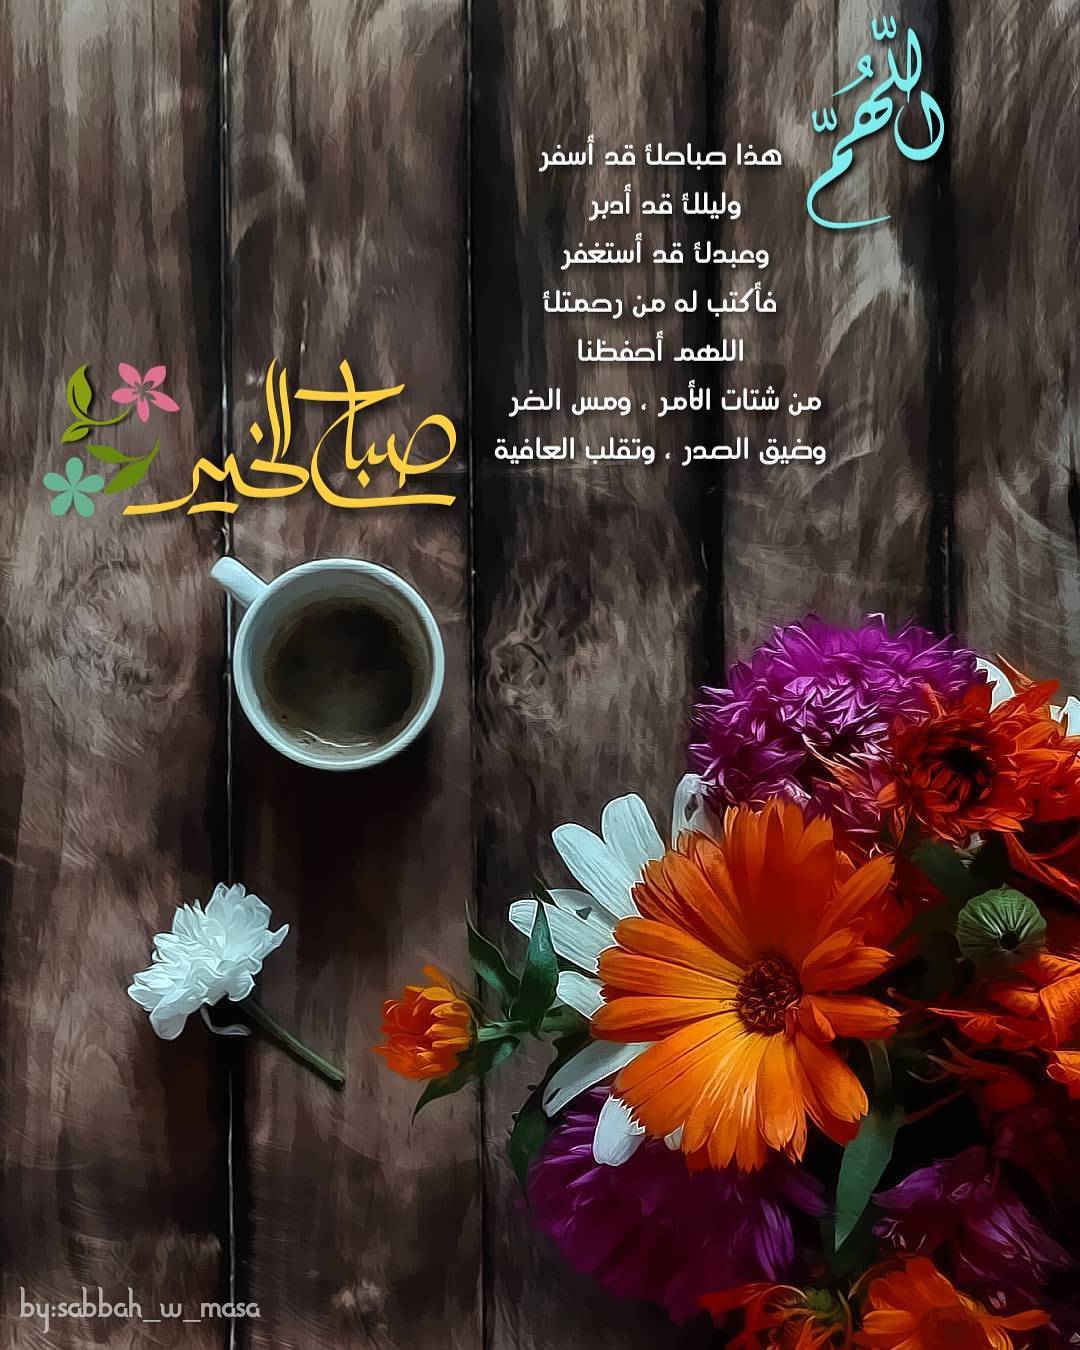 اللَّهُمَّ
هذا صباحك قد أسفر
وليلك قد أدبر
وعبدك قد أستغفر
فأكتب له من رحمتك
اللهم أحفظنا
من شتات الأمر ، ومس الضر
وضيق الصدر ، وتقلب العافية
صباح الخير
by:sabbah_w_masa